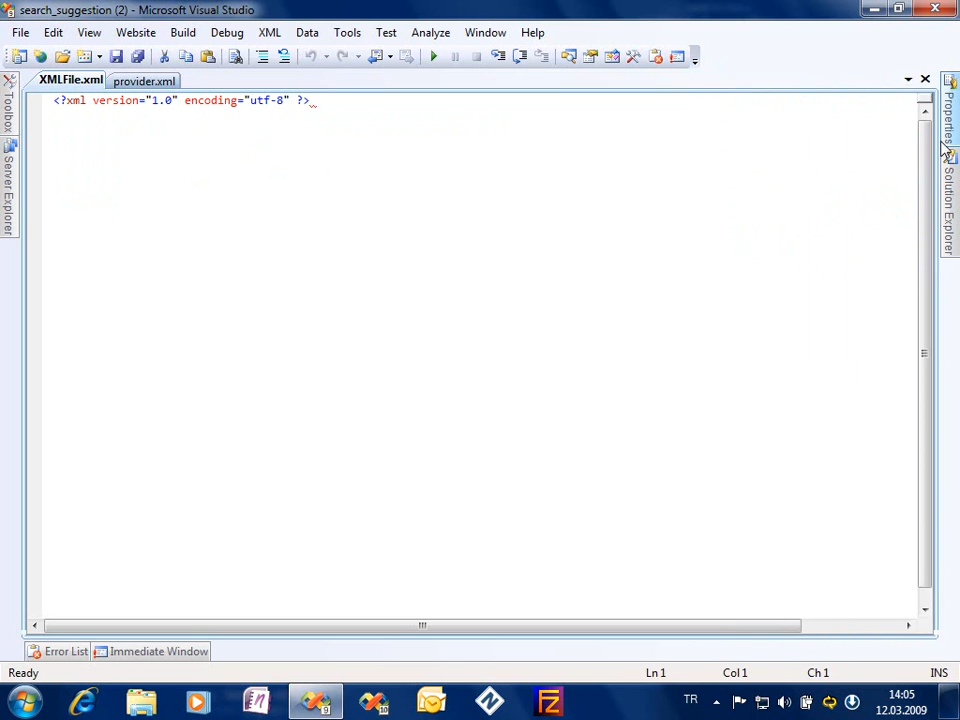 search_suggestion (2) - Microsoft Visual Studio
File Edit View Website Build Debug XML Data Tools Test Analyze Window Help
XMLFile.xml provider.xml
<?xml version="1.0" encoding="utf-8" ?>
Toolbox
Server Explorer
Properties
Solution Explorer
Error List Immediate Window
Ready Ln 1 Col 1 Ch 1 INS
9 10 TR 14:05
12.03.2009